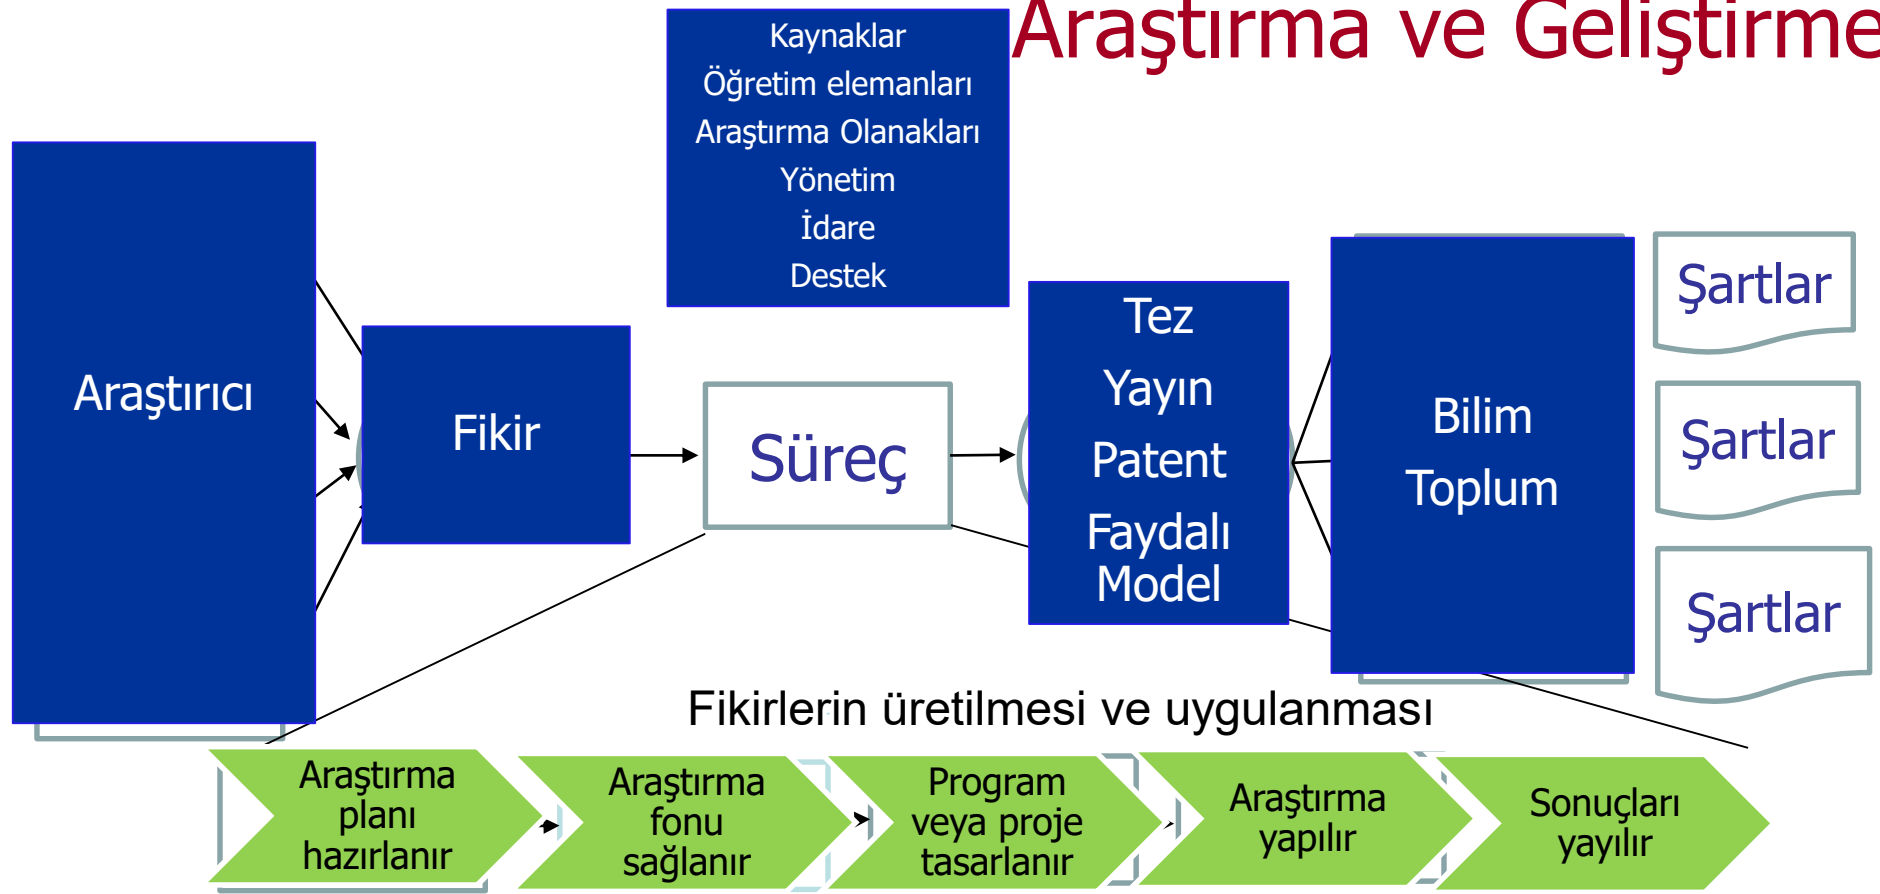 Araştırma ve Geliştirme
Kaynaklar
Öğretim elemanları
Araştırma Olanakları
Yönetim
İdare
Destek
Araştırıcı
Fikir
Süreç
Tez
Yayın
Patent
Faydalı
Model
Bilim
Toplum
Şartlar
Şartlar
Şartlar
Fikirlerin üretilmesi ve uygulanması
Araştırma
planı
hazırlanır
Araştırma
fonu
sağlanır
Program
veya proje
tasarlanır
Araştırma
yapılır
Sonuçları
yayılır